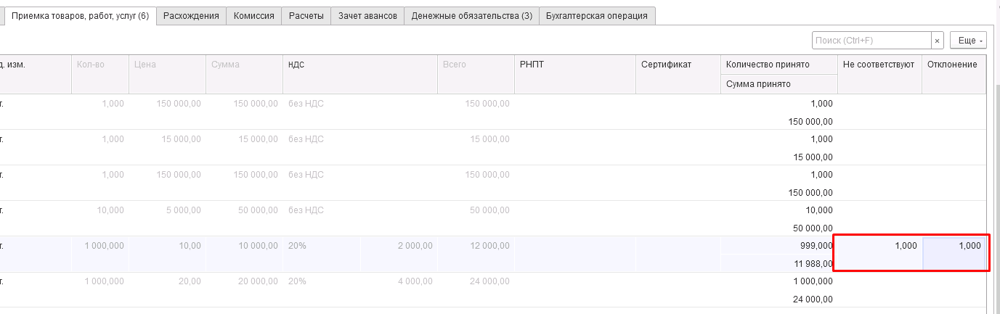 Приемка товаров, работ, услуг (6) Расхождения Комиссия Расчеты Зачет авансов Денежные обязательства (3) Бухгалтерская операция
Поиск (Ctrl+F) × Еще
д. изм. Кол-во Цена Сумма НДС Всего РНПТ Сертификат Количество принято Не соответствуют Отклонение
Сумма принято
т. 1,000 150 000,00 150 000,00 без НДС 150 000,00 1,000
150 000,00
т. 1,000 15 000,00 15 000,00 без НДС 15 000,00 1,000
15 000,00
т. 1,000 150 000,00 150 000,00 без НДС 150 000,00 1,000
150 000,00
т. 10,000 5 000,00 50 000,00 без НДС 50 000,00 10,000
50 000,00
т. 1 000,000 10,00 10 000,00 20% 2 000,00 12 000,00 999,000 1,000 1,000
11 988,00
т. 1 000,000 20,00 20 000,00 20% 4 000,00 24 000,00 1 000,000
24 000,00